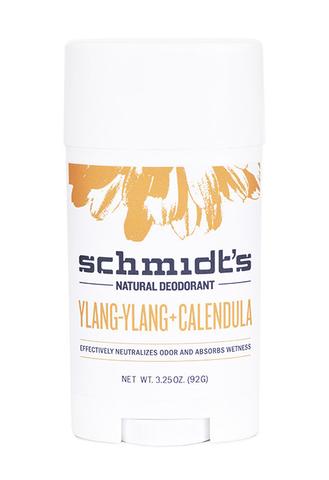 schmidt's
NATURAL DEODORANT
YLANG-YLANG+CALENDULA
EFFECTIVELY NEUTRALIZES ODOR AND ABSORBS WETNESS
NET WT. 3.25OZ. (92G)